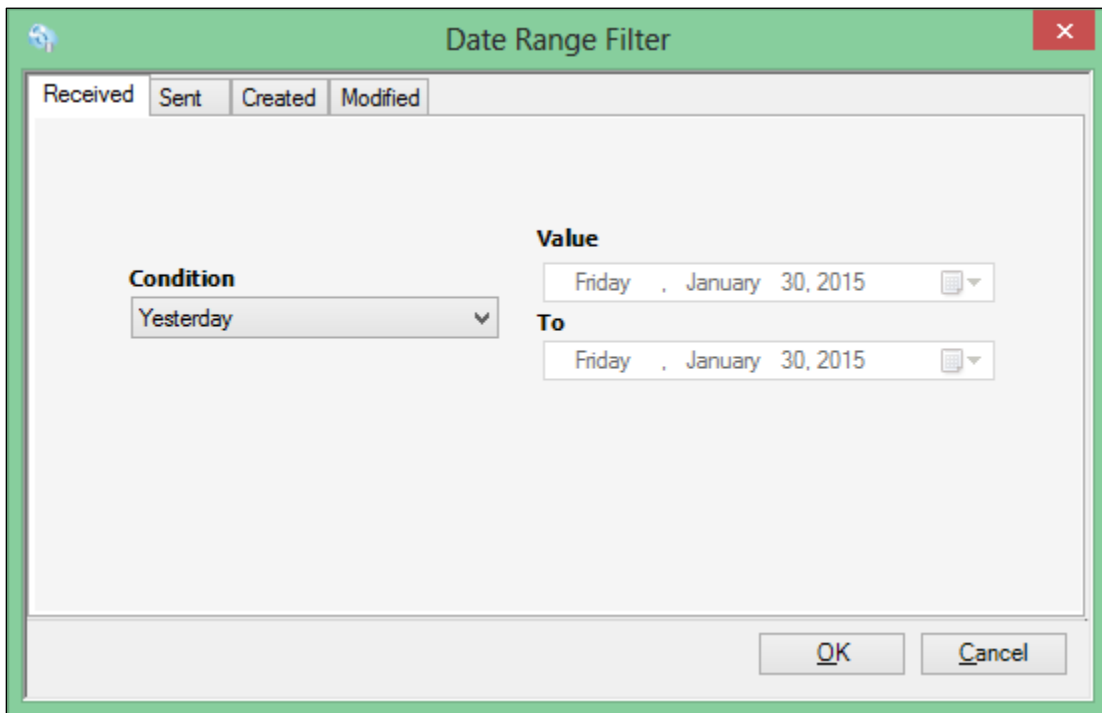 Date Range Filter
Received Sent Created Modified
Condition
Yesterday
Value
Friday , January 30, 2015
To
Friday , January 30, 2015
OK Cancel